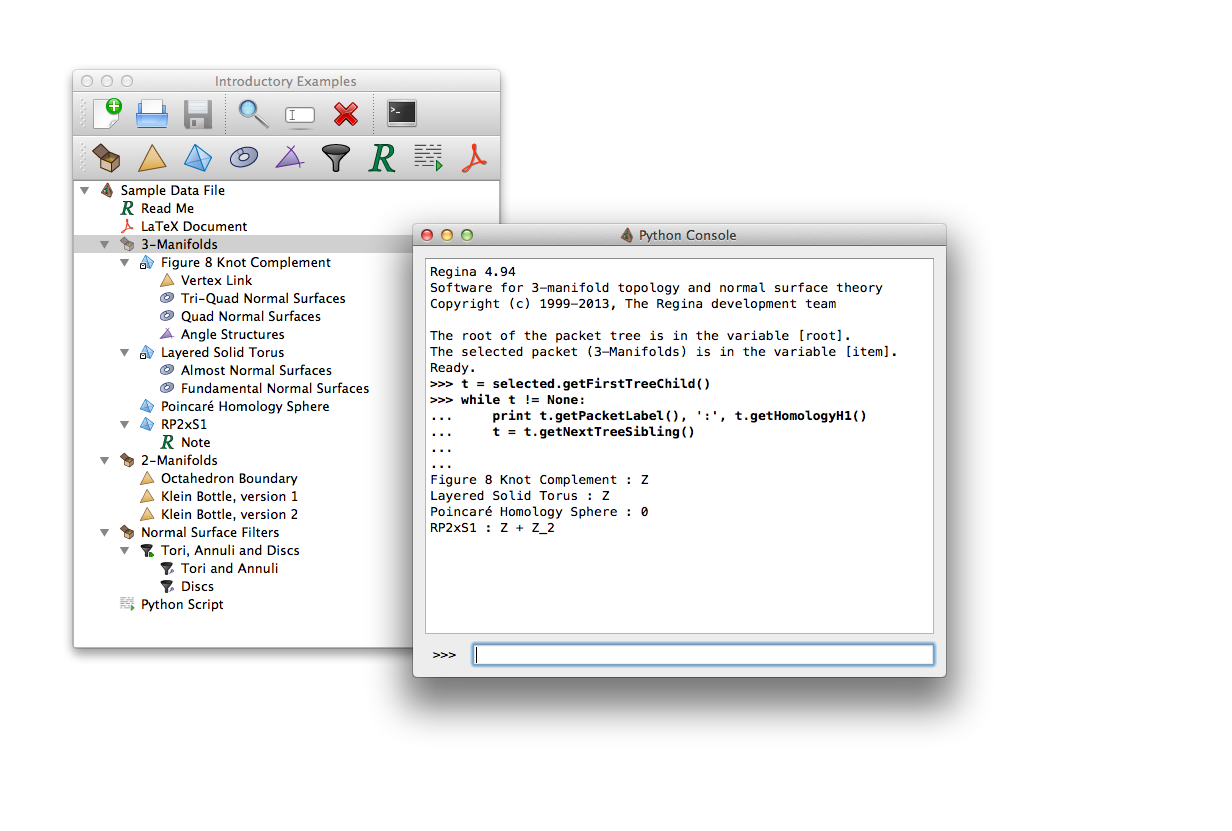 Introductory Examples
Sample Data File
Read Me
LaTeX Document
3-Manifolds
Figure 8 Knot Complement
Vertex Link
Tri-Quad Normal Surfaces
Quad Normal Surfaces
Angle Structures
Layered Solid Torus
Almost Normal Surfaces
Fundamental Normal Surfaces
Poincaré Homology Sphere
RP2xS1
Note
2-Manifolds
Octahedron Boundary
Klein Bottle, version 1
Klein Bottle, version 2
Normal Surface Filters
Tori, Annuli and Discs
Tori and Annuli
Discs
Python Script
Python Console
Regina 4.94
Software for 3-manifold topology and normal surface theory
Copyright (c) 1999-2013, The Regina development team
The root of the packet tree is in the variable [root].
The selected packet (3-Manifolds) is in the variable [item].
Ready.
>>> t = selected.getFirstTreeChild()
>>> while t != None:
...     print t.getPacketLabel(), ':', t.getHomologyH1()
...     t = t.getNextTreeSibling()
...
...
Figure 8 Knot Complement : Z
Layered Solid Torus : Z
Poincaré Homology Sphere : 0
RP2xS1 : Z + Z_2
>>>